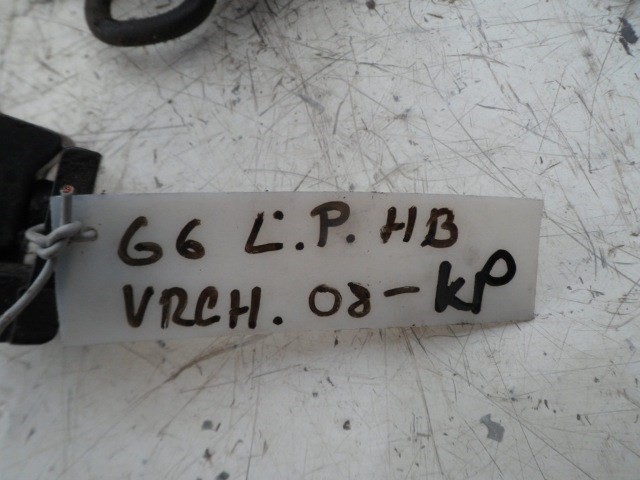 G6 L.P. HB
VRCH. 08- KP